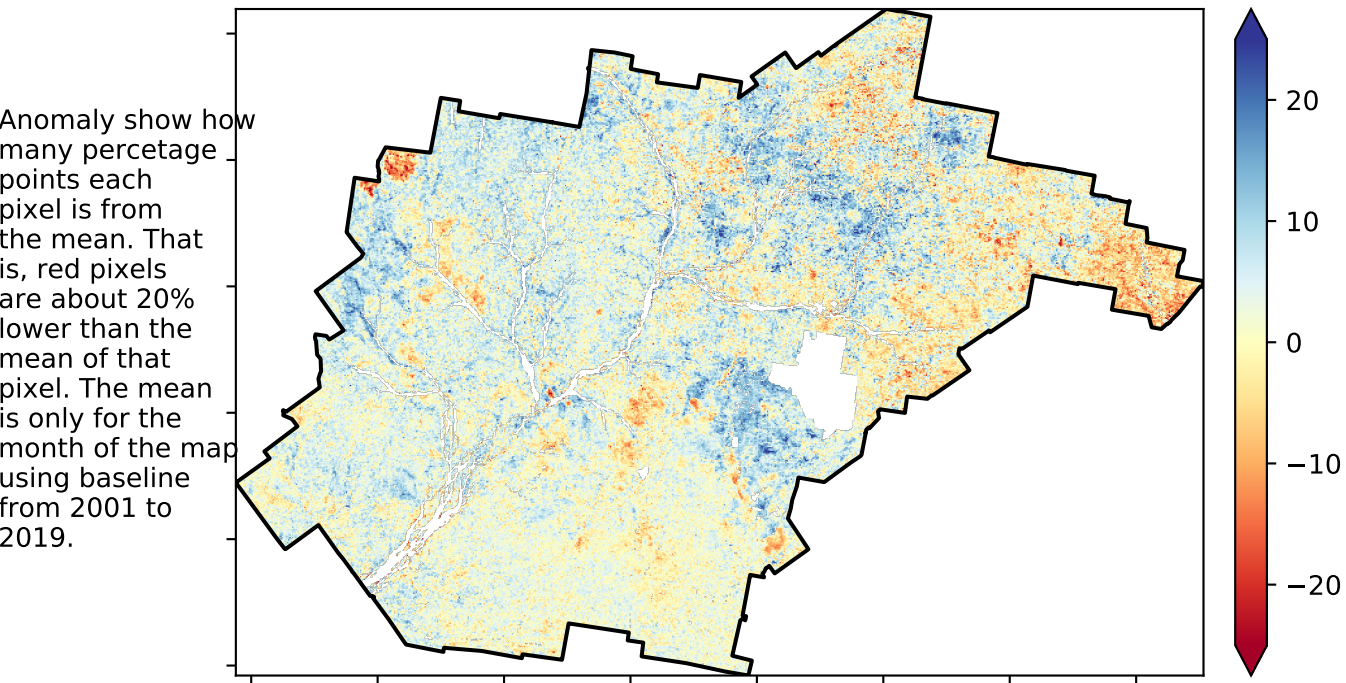 Anomaly show how
many percetage
points each
pixel is from
the mean. That
is, red pixels
are about 20%
lower than the
mean of that
pixel. The mean
is only for the
month of the map
using baseline
from 2001 to
2019.
20
10
0
−10
−20